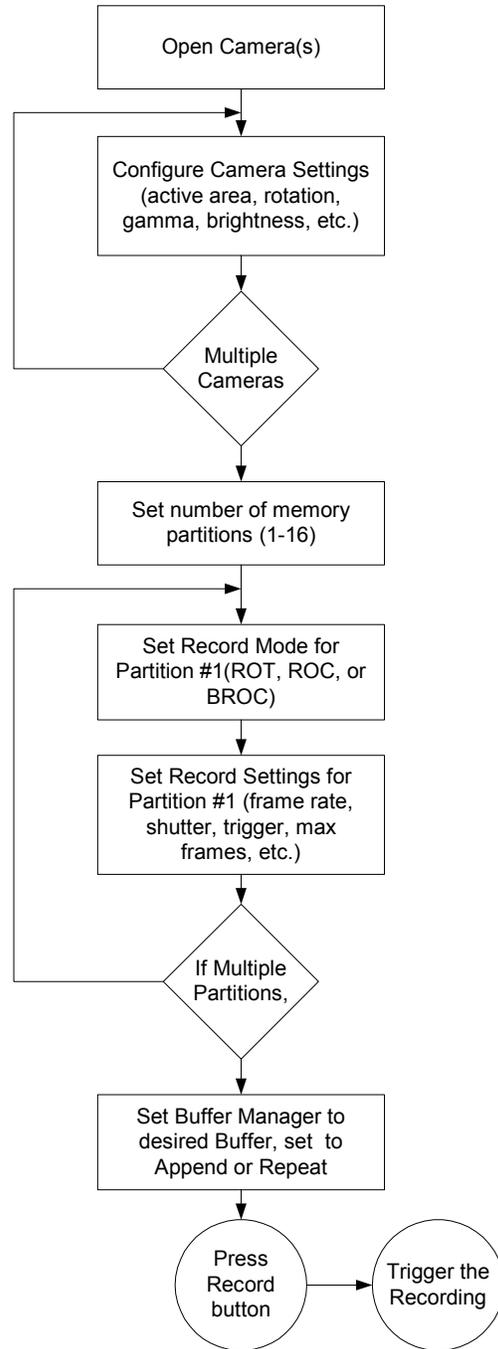 Open Camera(s)
Configure Camera Settings
(active area, rotation,
gamma, brightness, etc.)
Multiple
Cameras
Set number of memory
partitions (1-16)
Set Record Mode for
Partition #1(ROT, ROC, or
BROC)
Set Record Settings for
Partition #1 (frame rate,
shutter, trigger, max
frames, etc.)
If Multiple
Partitions,
Set Buffer Manager to
desired Buffer, set  to
Append or Repeat
Press
Record
button
Trigger the
Recording